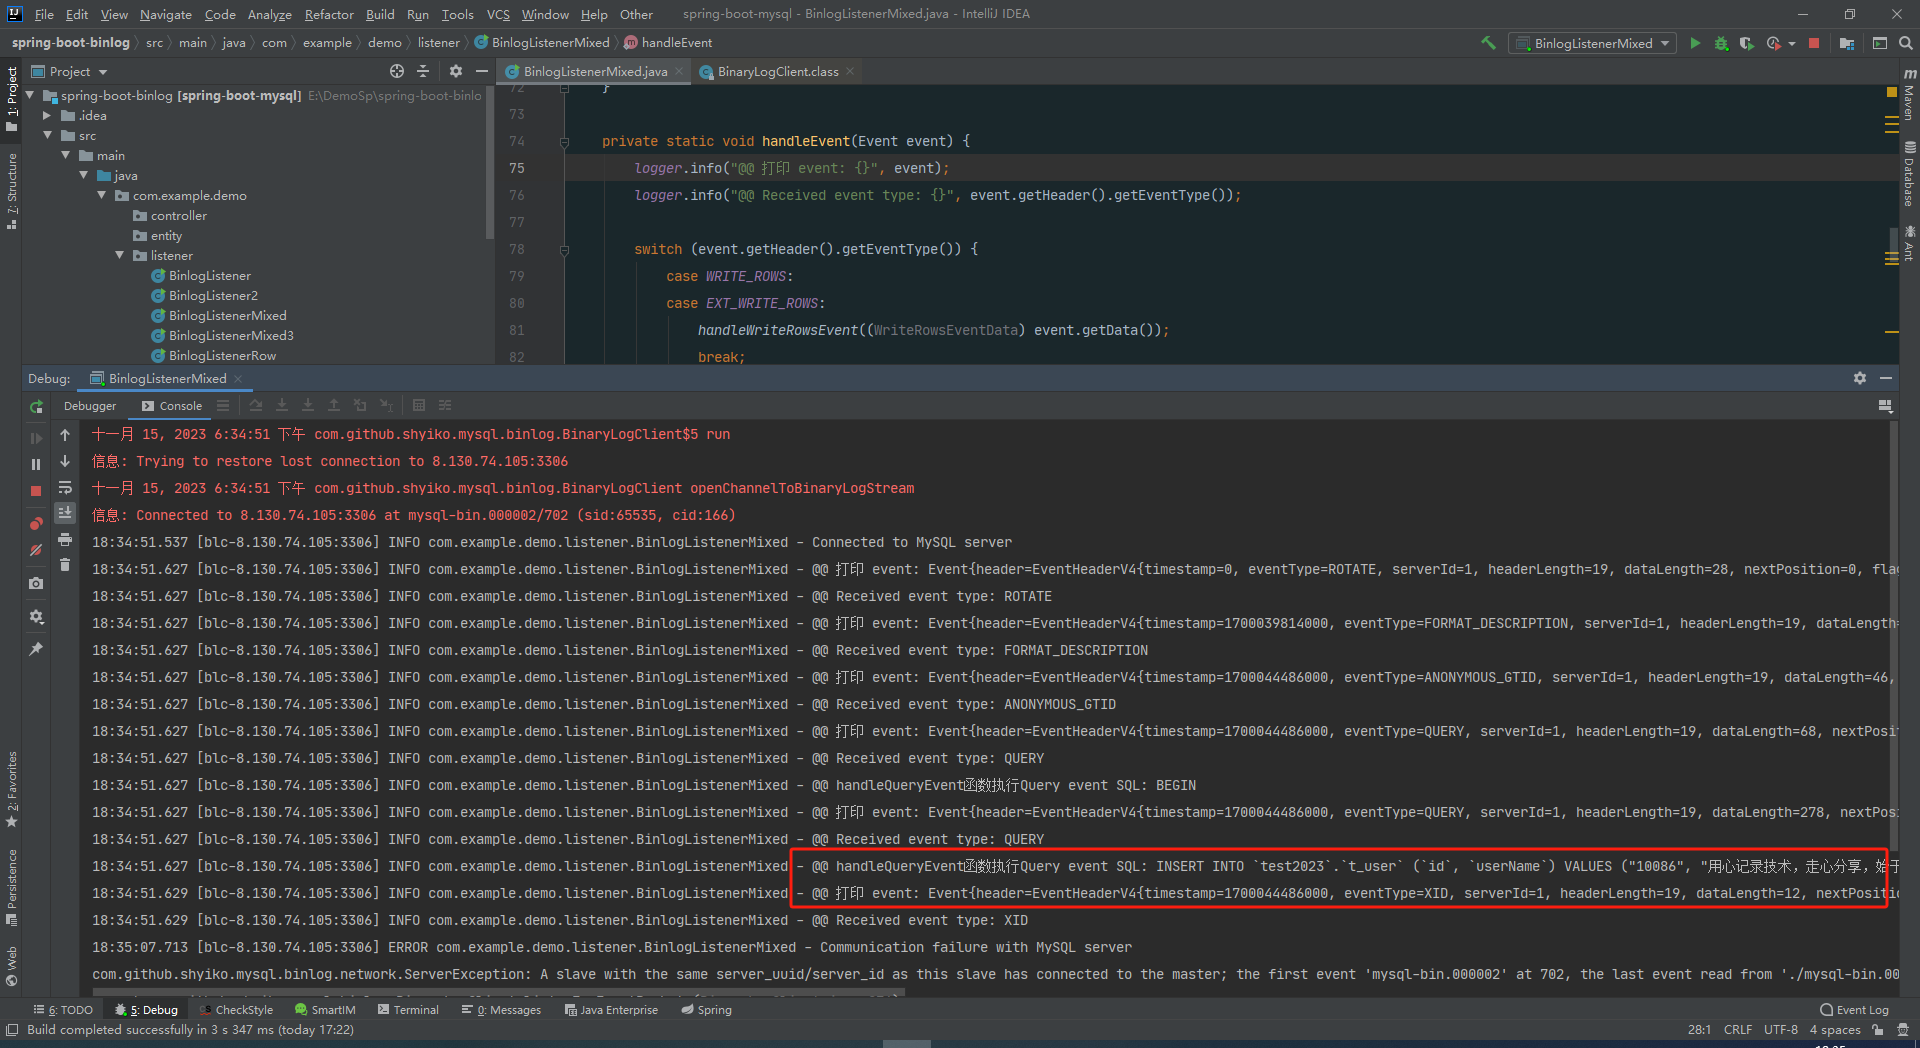 File Edit View Navigate Code Analyze Refactor Build Run Tools VCS Window Help Other spring-boot-mysql - BinlogListenerMixed.java - IntelliJ IDEA
spring-boot-binlog src main java com example demo listener BinlogListenerMixed handleEvent BinlogListenerMixed
Project BinlogListenerMixed.java BinaryLogClient.class
1: Project
7: Structure
2: Favorites
Persistence
Web
spring-boot-binlog [spring-boot-mysql] E:\DemoSp\spring-boot-binlo
.idea
src
main
java
com.example.demo
controller
entity
listener
BinlogListener
BinlogListener2
BinlogListenerMixed
BinlogListenerMixed3
BinlogListenerRow
72 }
73
74 private static void handleEvent(Event event) {
75 logger.info("@@ 打印 event: {}", event);
76 logger.info("@@ Received event type: {}", event.getHeader().getEventType());
77
78 switch (event.getHeader().getEventType()) {
79 case WRITE_ROWS:
80 case EXT_WRITE_ROWS:
81 handleWriteRowsEvent((WriteRowsEventData) event.getData());
82 break;
Maven
Database
Ant
Debug: BinlogListenerMixed
Debugger Console
十一月 15, 2023 6:34:51 下午 com.github.shyiko.mysql.binlog.BinaryLogClient$5 run
信息: Trying to restore lost connection to 8.130.74.105:3306
十一月 15, 2023 6:34:51 下午 com.github.shyiko.mysql.binlog.BinaryLogClient openChannelToBinaryLogStream
信息: Connected to 8.130.74.105:3306 at mysql-bin.000002/702 (sid:65535, cid:166)
18:34:51.537 [blc-8.130.74.105:3306] INFO com.example.demo.listener.BinlogListenerMixed - Connected to MySQL server
18:34:51.627 [blc-8.130.74.105:3306] INFO com.example.demo.listener.BinlogListenerMixed - @@ 打印 event: Event{header=EventHeaderV4{timestamp=0, eventType=ROTATE, serverId=1, headerLength=19, dataLength=28, nextPosition=0, flag
18:34:51.627 [blc-8.130.74.105:3306] INFO com.example.demo.listener.BinlogListenerMixed - @@ Received event type: ROTATE
18:34:51.627 [blc-8.130.74.105:3306] INFO com.example.demo.listener.BinlogListenerMixed - @@ 打印 event: Event{header=EventHeaderV4{timestamp=1700039814000, eventType=FORMAT_DESCRIPTION, serverId=1, headerLength=19, dataLength=
18:34:51.627 [blc-8.130.74.105:3306] INFO com.example.demo.listener.BinlogListenerMixed - @@ Received event type: FORMAT_DESCRIPTION
18:34:51.627 [blc-8.130.74.105:3306] INFO com.example.demo.listener.BinlogListenerMixed - @@ 打印 event: Event{header=EventHeaderV4{timestamp=1700044486000, eventType=ANONYMOUS_GTID, serverId=1, headerLength=19, dataLength=46,
18:34:51.627 [blc-8.130.74.105:3306] INFO com.example.demo.listener.BinlogListenerMixed - @@ Received event type: ANONYMOUS_GTID
18:34:51.627 [blc-8.130.74.105:3306] INFO com.example.demo.listener.BinlogListenerMixed - @@ 打印 event: Event{header=EventHeaderV4{timestamp=1700044486000, eventType=QUERY, serverId=1, headerLength=19, dataLength=68, nextPosi
18:34:51.627 [blc-8.130.74.105:3306] INFO com.example.demo.listener.BinlogListenerMixed - @@ Received event type: QUERY
18:34:51.627 [blc-8.130.74.105:3306] INFO com.example.demo.listener.BinlogListenerMixed - @@ handleQueryEvent函数执行Query event SQL: BEGIN
18:34:51.627 [blc-8.130.74.105:3306] INFO com.example.demo.listener.BinlogListenerMixed - @@ 打印 event: Event{header=EventHeaderV4{timestamp=1700044486000, eventType=QUERY, serverId=1, headerLength=19, dataLength=278, nextPos
18:34:51.627 [blc-8.130.74.105:3306] INFO com.example.demo.listener.BinlogListenerMixed - @@ Received event type: QUERY
18:34:51.627 [blc-8.130.74.105:3306] INFO com.example.demo.listener.BinlogListenerMixed - @@ handleQueryEvent函数执行Query event SQL: INSERT INTO `test2023`.`t_user` (`id`, `userName`) VALUES ("10086", "用心记录技术，走心分享，始于
18:34:51.629 [blc-8.130.74.105:3306] INFO com.example.demo.listener.BinlogListenerMixed - @@ 打印 event: Event{header=EventHeaderV4{timestamp=1700044486000, eventType=XID, serverId=1, headerLength=19, dataLength=12, nextPositio
18:34:51.629 [blc-8.130.74.105:3306] INFO com.example.demo.listener.BinlogListenerMixed - @@ Received event type: XID
18:35:07.713 [blc-8.130.74.105:3306] ERROR com.example.demo.listener.BinlogListenerMixed - Communication failure with MySQL server
com.github.shyiko.mysql.binlog.network.ServerException: A slave with the same server_uuid/server_id as this slave has connected to the master; the first event 'mysql-bin.000002' at 702, the last event read from './mysql-bin.00
6: TODO 5: Debug CheckStyle SmartIM Terminal 0: Messages Java Enterprise Spring Event Log
Build completed successfully in 3 s 347 ms (today 17:22) 28:1 CRLF UTF-8 4 spaces